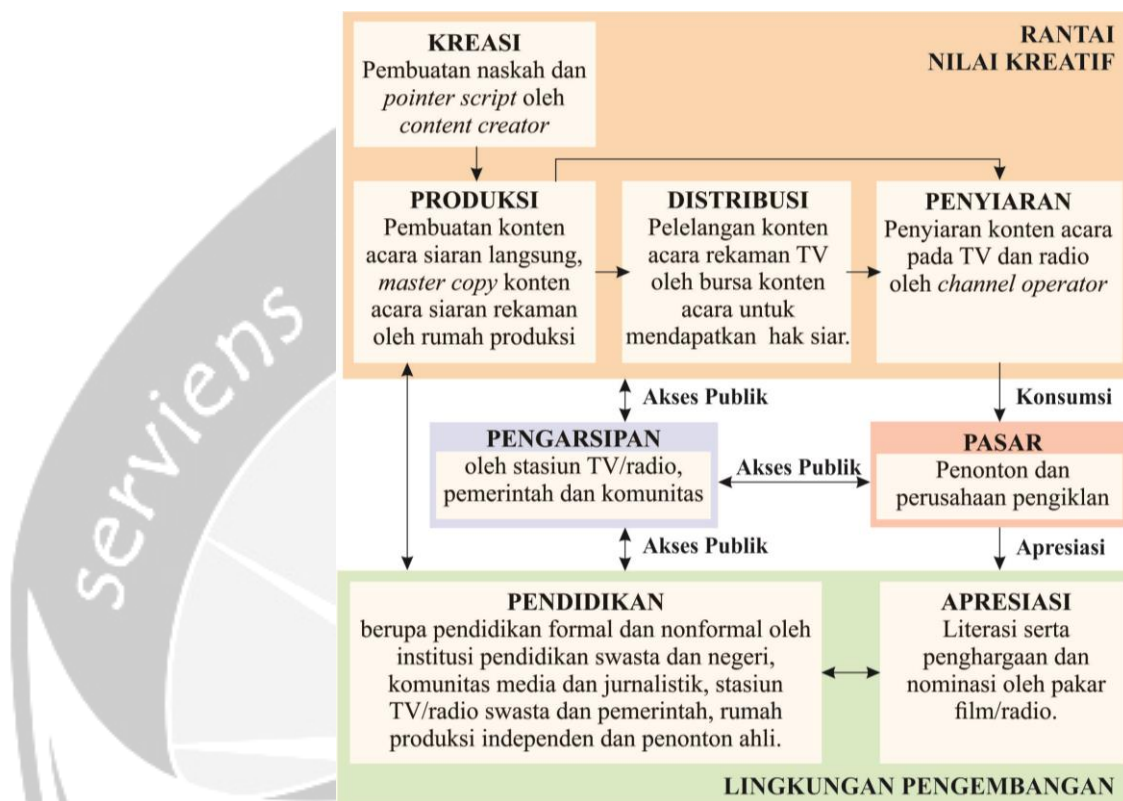 RANTAI
NILAI KREATIF
KREASI
Pembuatan naskah dan
pointer script oleh
content creator
PRODUKSI
Pembuatan konten
acara siaran langsung,
master copy konten
acara siaran rekaman
oleh rumah produksi
DISTRIBUSI
Pelelangan konten
acara rekaman TV
oleh bursa konten
acara untuk
mendapatkan hak siar.
PENYIARAN
Penyiaran konten acara
pada TV dan radio
oleh channel operator
Akses Publik
Konsumsi
PENGARSIPAN
oleh stasiun TV/radio,
pemerintah dan komunitas
Akses Publik
PASAR
Penonton dan
perusahaan pengiklan
Akses Publik
Apresiasi
PENDIDIKAN
berupa pendidikan formal dan nonformal oleh
institusi pendidikan swasta dan negeri,
komunitas media dan jurnalistik, stasiun
TV/radio swasta dan pemerintah, rumah
produksi independen dan penonton ahli.
APRESIASI
Literasi serta
penghargaan dan
nominasi oleh pakar
film/radio.
LINGKUNGAN PENGEMBANGAN
serviens